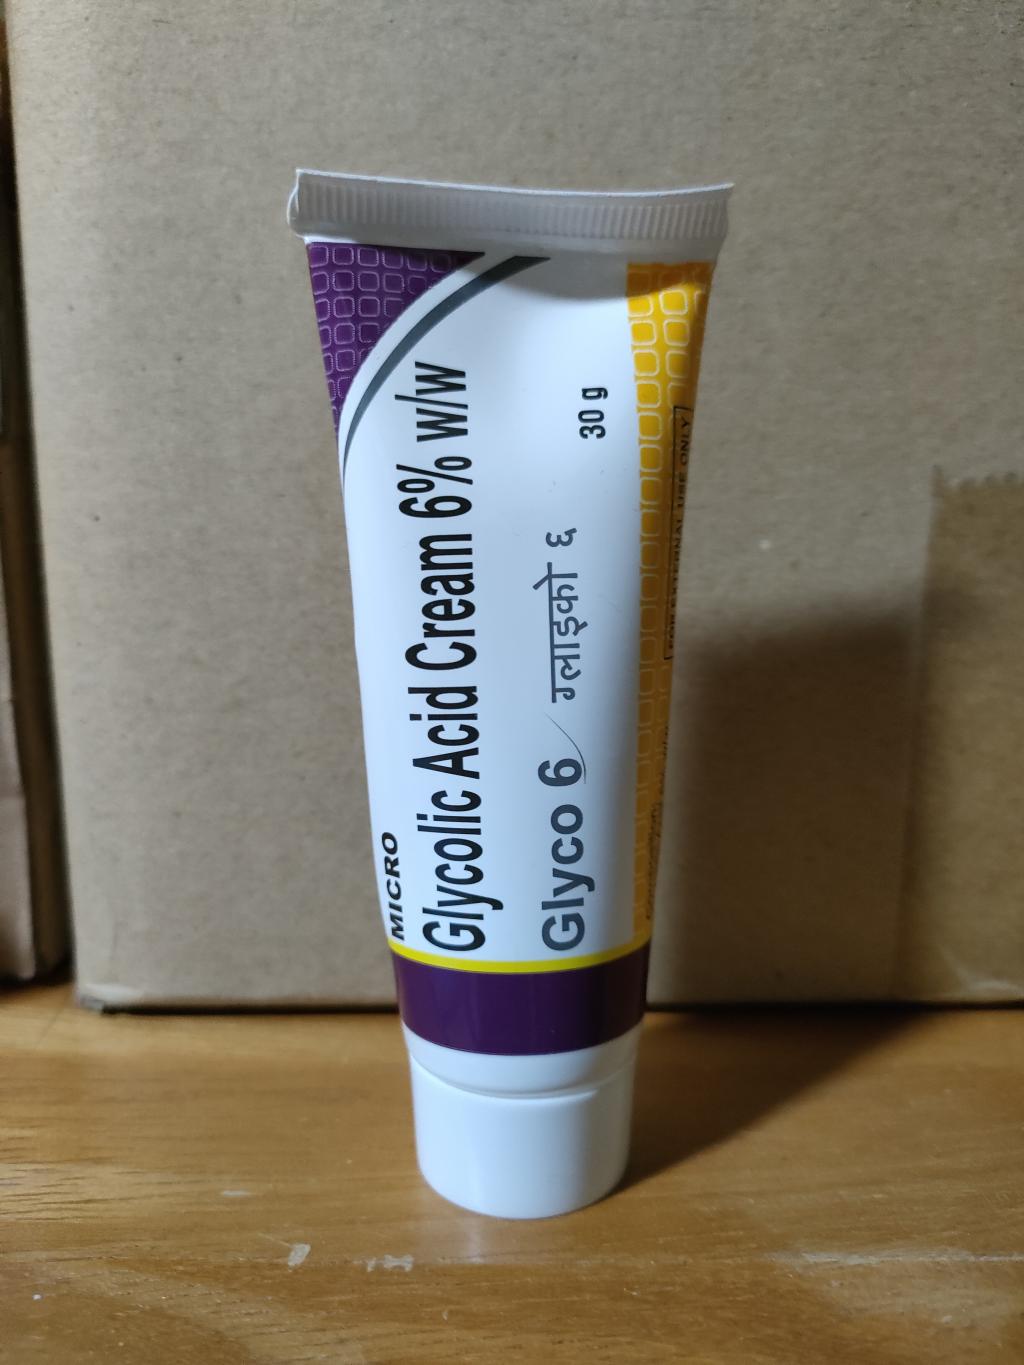 MICRO
Glycolic Acid Cream 6% w/w
Glyco 6 ग्लाइको ६
30 g
FOR EXTERNAL USE ONLY